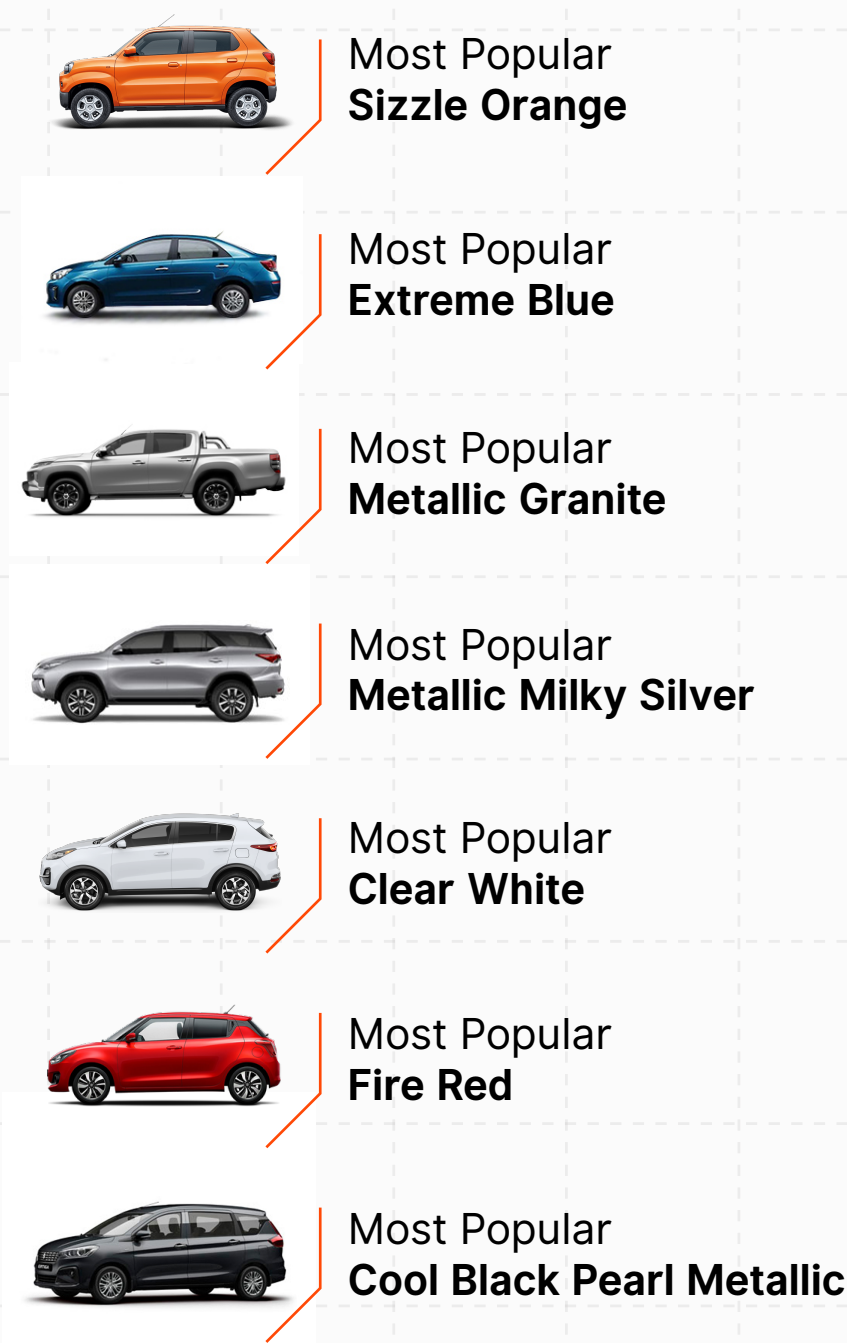 Most Popular
Sizzle Orange
Most Popular
Extreme Blue
Most Popular
Metallic Granite
Most Popular
Metallic Milky Silver
Most Popular
Clear White
Most Popular
Fire Red
Most Popular
Cool Black Pearl Metallic